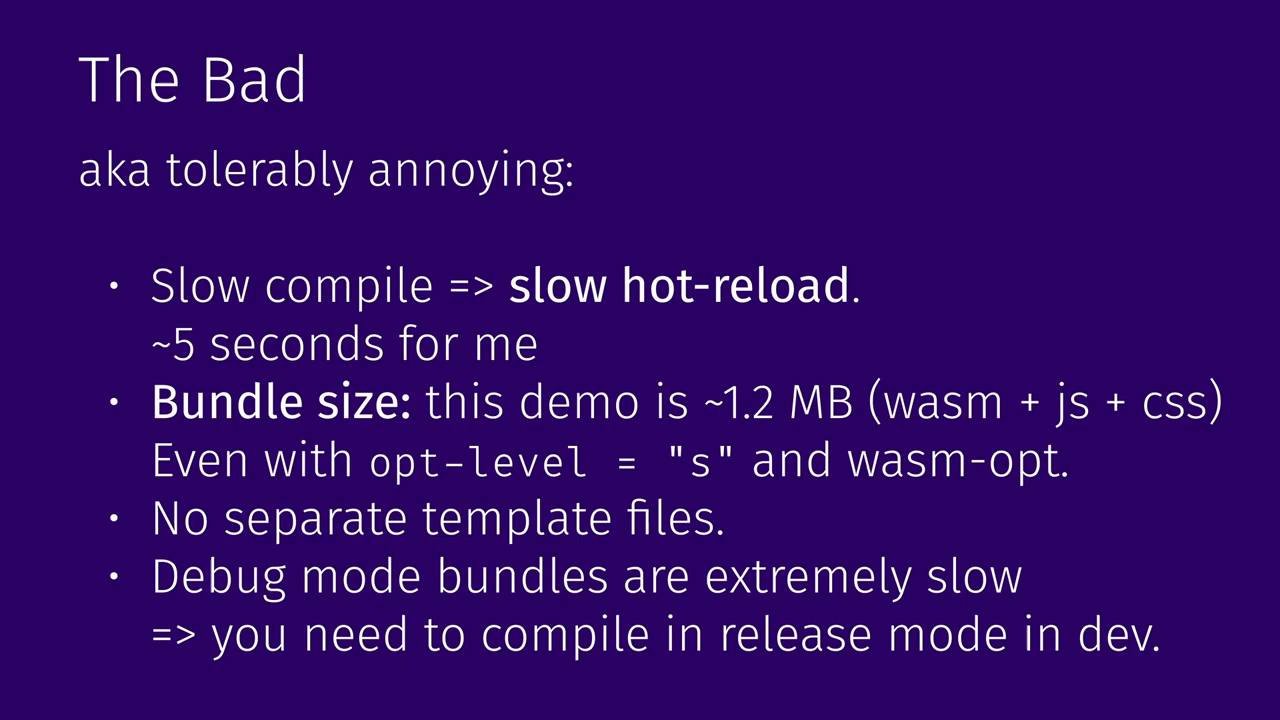 The Bad
aka tolerably annoying:
• Slow compile => slow hot-reload.
~5 seconds for me
• Bundle size: this demo is ~1.2 MB (wasm + js + css)
Even with opt-level = "s" and wasm-opt.
• No separate template files.
• Debug mode bundles are extremely slow
=> you need to compile in release mode in dev.